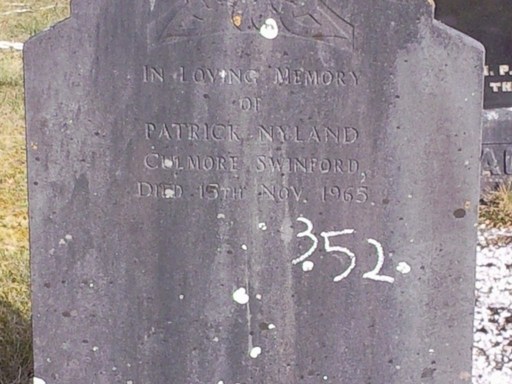 IN LOVING MEMORY
OF
PATRICK NYLAND
CULMORE SWINFORD,
DIED 15TH NOV. 1965.
352